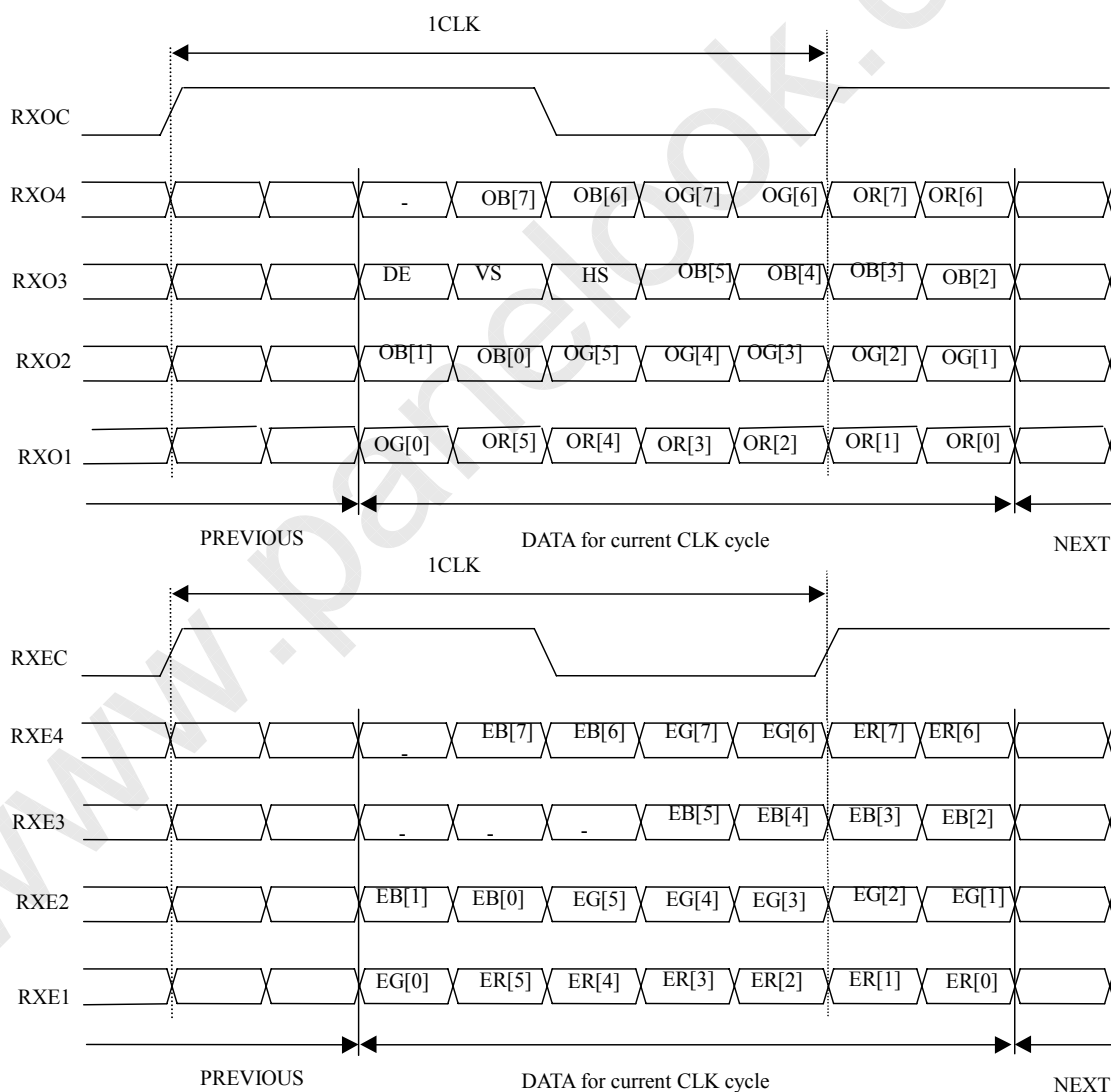 1CLK
RXOC
RXO4 - OB[7] OB[6] OG[7] OG[6] OR[7] OR[6]
RXO3 DE VS HS OB[5] OB[4] OB[3] OB[2]
RXO2 OB[1] OB[0] OG[5] OG[4] OG[3] OG[2] OG[1]
RXO1 OG[0] OR[5] OR[4] OR[3] OR[2] OR[1] OR[0]
PREVIOUS DATA for current CLK cycle NEXT
1CLK
RXEC
RXE4 - EB[7] EB[6] EG[7] EG[6] ER[7] ER[6]
RXE3 - - - EB[5] EB[4] EB[3] EB[2]
RXE2 EB[1] EB[0] EG[5] EG[4] EG[3] EG[2] EG[1]
RXE1 EG[0] ER[5] ER[4] ER[3] ER[2] ER[1] ER[0]
PREVIOUS DATA for current CLK cycle NEXT
www.panelook.c